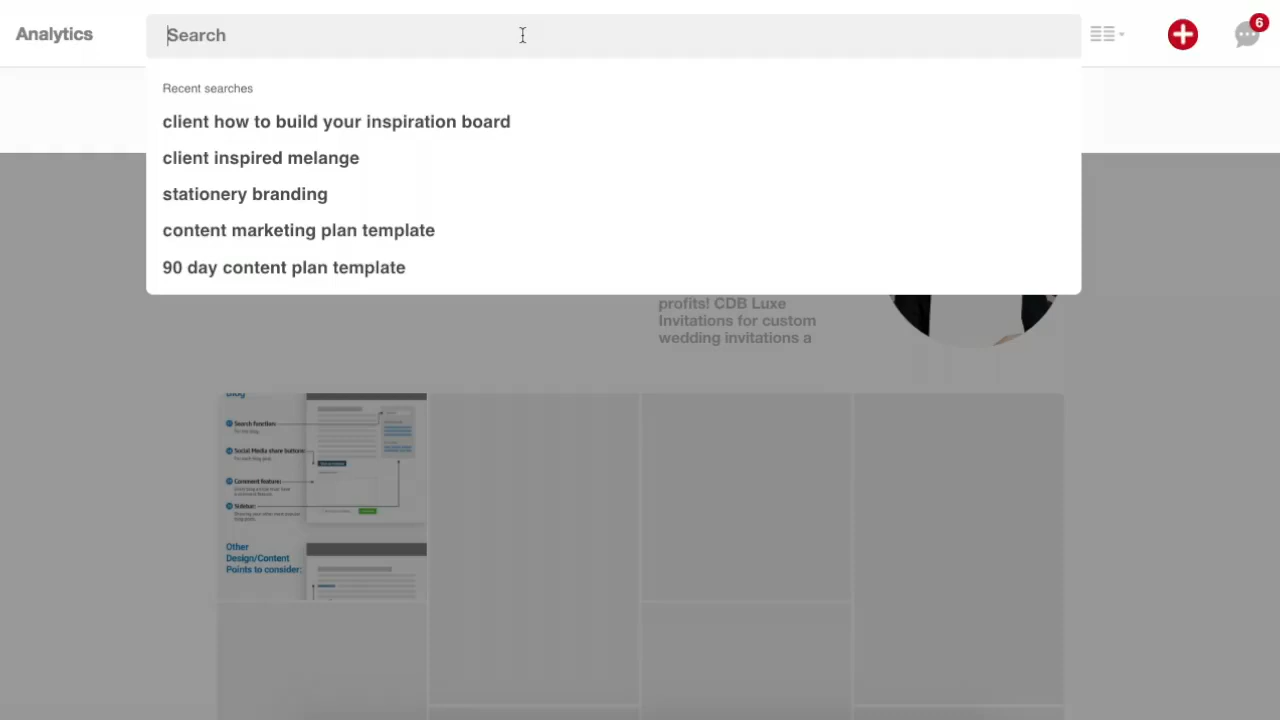 Analytics
Search
6
Recent searches
client how to build your inspiration board
client inspired melange
stationery branding
content marketing plan template
90 day content plan template
profits! CDB Luxe
Invitations for custom
wedding invitations a
Blog
Search function:
Social Media share buttons:
Comment feature:
Sidebar:
Other
Design/Content
Points to consider: